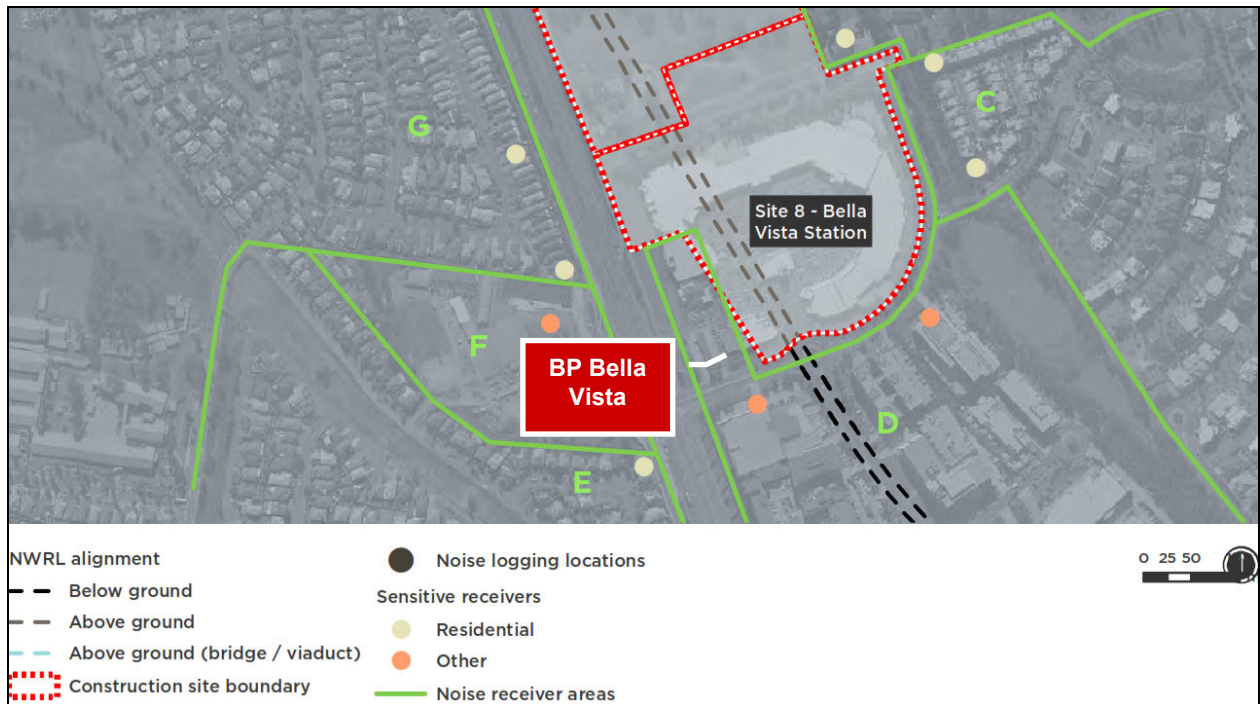 G
C
Site 8 - Bella
Vista Station
F
BP Bella
Vista
D
E
NWRL alignment
Below ground
Above ground
Above ground (bridge / viaduct)
Construction site boundary
Noise logging locations
Sensitive receivers
Residential
Other
Noise receiver areas
0 25 50